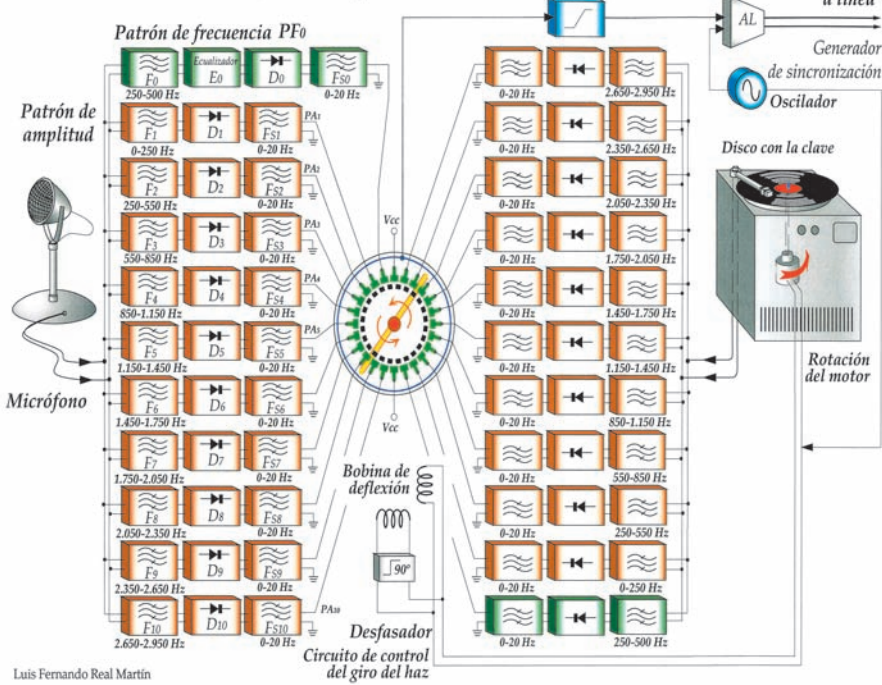 a línea
AL
Generador
de sincronización
Oscilador
Patrón de frecuencia PF0
F0
250-500 Hz
Ecualizador
E0
D0
FS0
0-20 Hz
Patrón de
amplitud
F1
0-250 Hz
D1
FS1
0-20 Hz
PA1
F2
250-550 Hz
D2
FS2
0-20 Hz
PA2
F3
550-850 Hz
D3
FS3
0-20 Hz
PA3
F4
850-1.150 Hz
D4
FS4
0-20 Hz
PA4
F5
1.150-1.450 Hz
D5
FS5
0-20 Hz
PA5
F6
1.450-1.750 Hz
D6
FS6
0-20 Hz
F7
1.750-2.050 Hz
D7
FS7
0-20 Hz
F8
2.050-2.350 Hz
D8
FS8
0-20 Hz
F9
2.350-2.650 Hz
D9
FS9
0-20 Hz
F10
2.650-2.950 Hz
D10
FS10
0-20 Hz
PA10
Micrófono
Vcc
Vcc
0-20 Hz
2.650-2.950 Hz
0-20 Hz
2.350-2.650 Hz
0-20 Hz
2.050-2.350 Hz
0-20 Hz
1.750-2.050 Hz
0-20 Hz
1.450-1.750 Hz
0-20 Hz
1.150-1.450 Hz
0-20 Hz
850-1.150 Hz
0-20 Hz
550-850 Hz
0-20 Hz
250-550 Hz
0-20 Hz
0-250 Hz
0-20 Hz
250-500 Hz
Disco con la clave
Rotación
del motor
Bobina de
deflexión
90º
Desfasador
Circuito de control
del giro del haz
Luis Fernando Real Martín